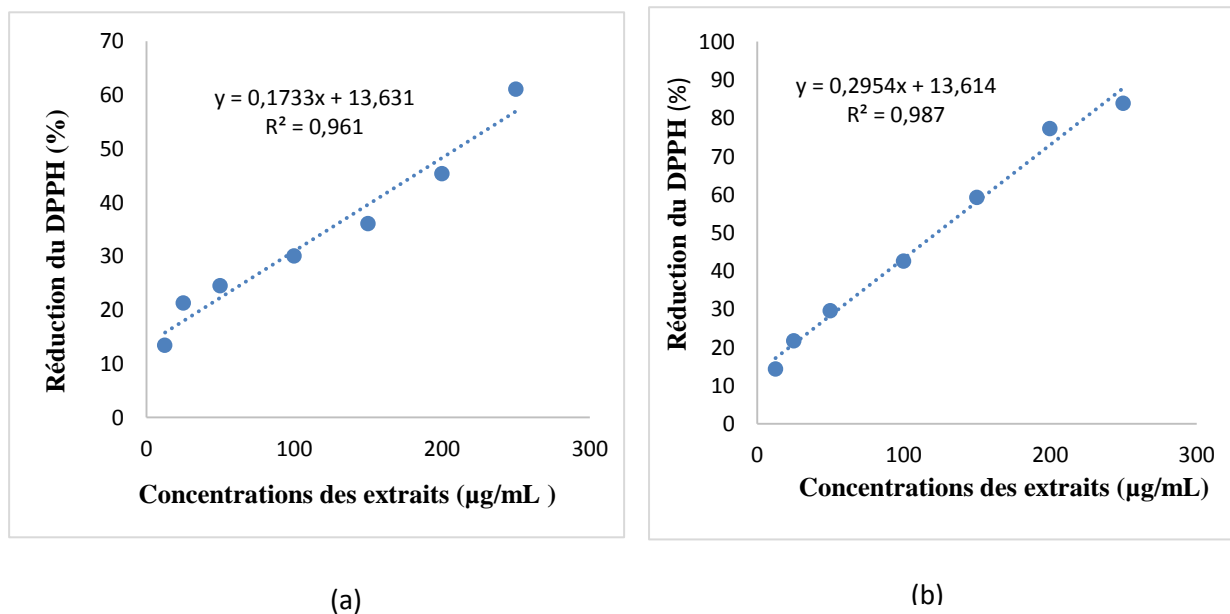 70
60
50
40
30
20
10
0
Réduction du DPPH (%)
y = 0,1733x + 13,631
R² = 0,961
0 100 200 300
Concentrations des extraits (µg/mL )
(a)
100
90
80
70
60
50
40
30
20
10
0
Réduction du DPPH (%)
y = 0,2954x + 13,614
R² = 0,987
0 100 200 300
Concentrations des extraits (µg/mL)
(b)